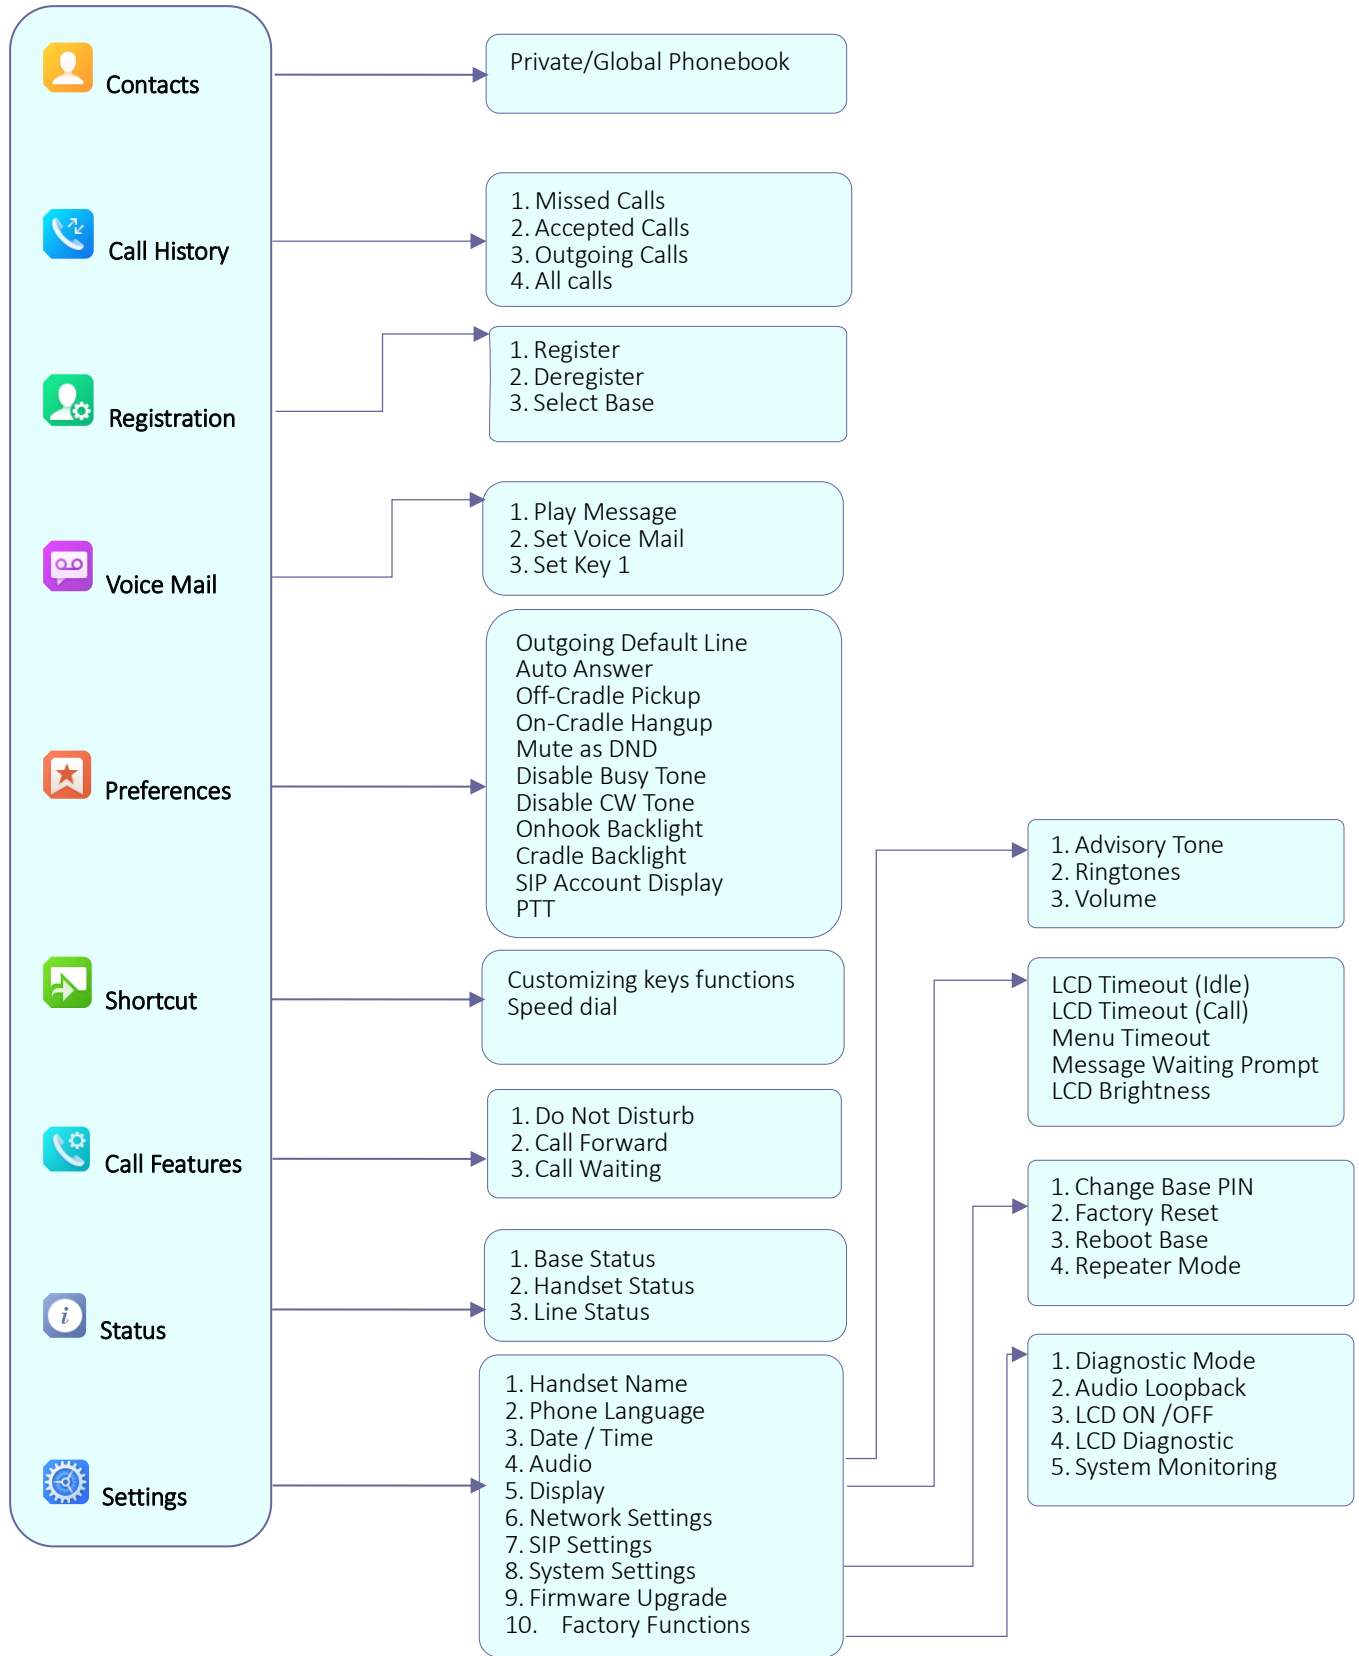 Contacts
Private/Global Phonebook
Call History
1. Missed Calls
2. Accepted Calls
3. Outgoing Calls
4. All calls
Registration
1. Register
2. Deregister
3. Select Base
Voice Mail
1. Play Message
2. Set Voice Mail
3. Set Key 1
Preferences
Outgoing Default Line
Auto Answer
Off-Cradle Pickup
On-Cradle Hangup
Mute as DND
Disable Busy Tone
Disable CW Tone
Onhook Backlight
Cradle Backlight
SIP Account Display
PTT
Shortcut
Customizing keys functions
Speed dial
Call Features
1. Do Not Disturb
2. Call Forward
3. Call Waiting
Status
1. Base Status
2. Handset Status
3. Line Status
Settings
1. Handset Name
2. Phone Language
3. Date / Time
4. Audio
5. Display
6. Network Settings
7. SIP Settings
8. System Settings
9. Firmware Upgrade
10. Factory Functions
1. Advisory Tone
2. Ringtones
3. Volume
LCD Timeout (Idle)
LCD Timeout (Call)
Menu Timeout
Message Waiting Prompt
LCD Brightness
1. Change Base PIN
2. Factory Reset
3. Reboot Base
4. Repeater Mode
1. Diagnostic Mode
2. Audio Loopback
3. LCD ON /OFF
4. LCD Diagnostic
5. System Monitoring